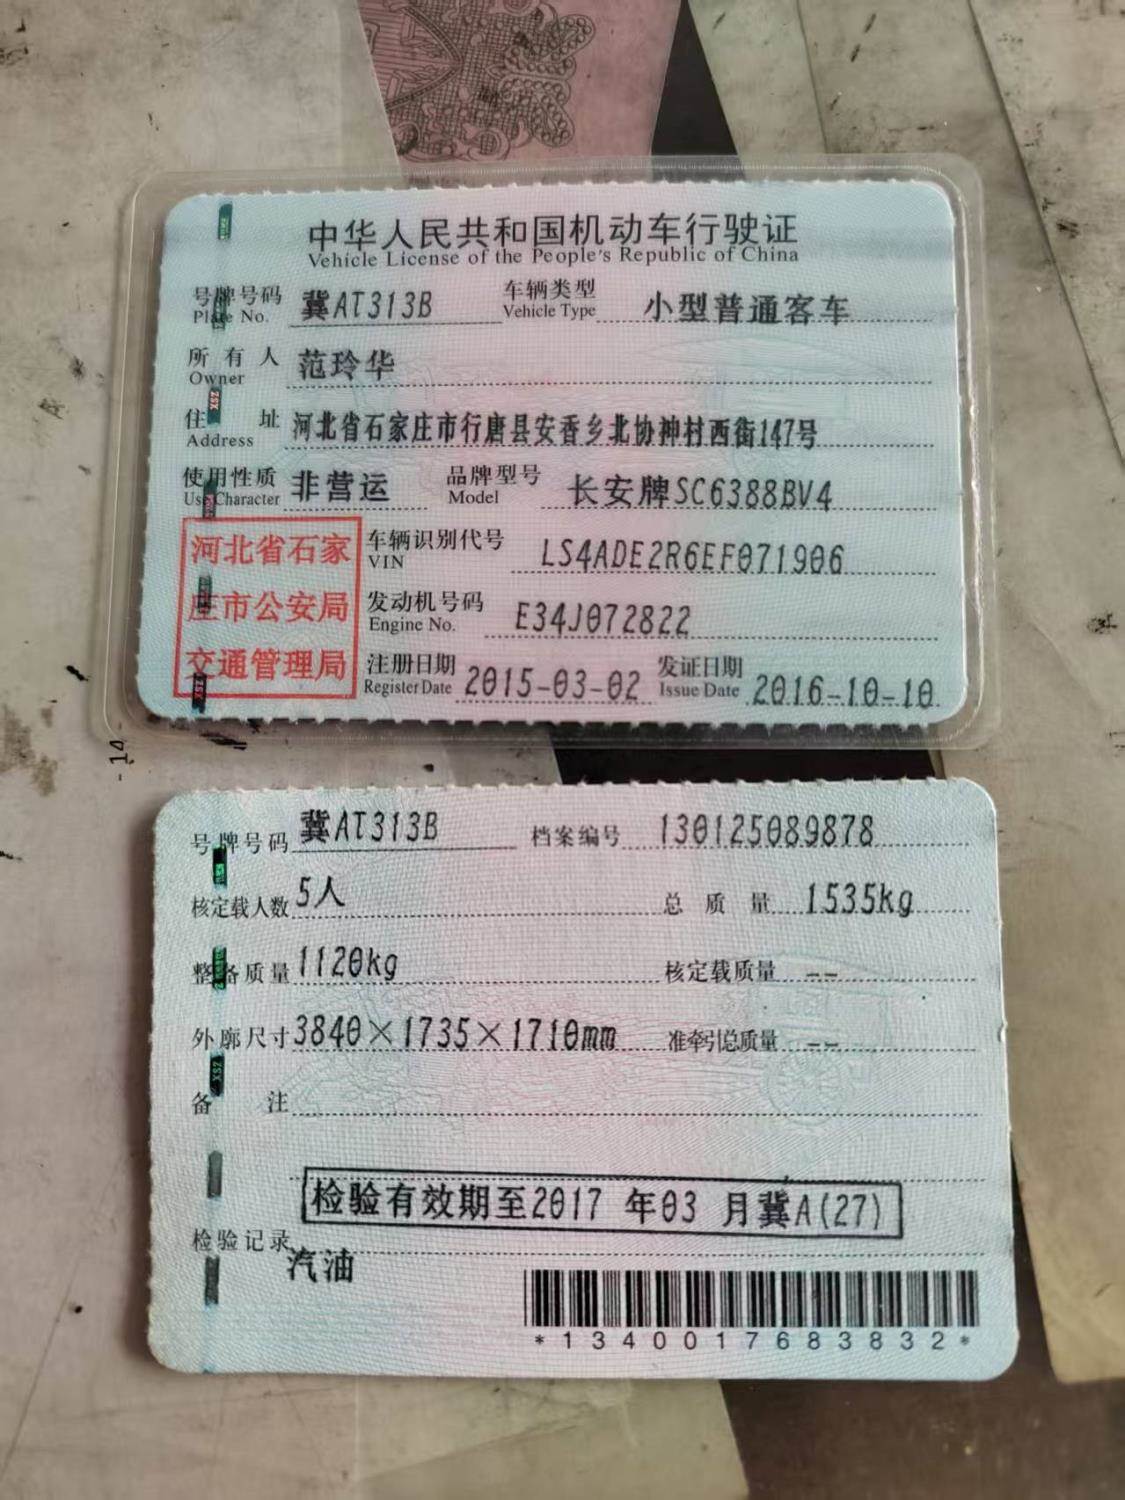 中华人民共和国机动车行驶证
Vehicle License of the People's Republic of China
号牌号码 冀AT313B 车辆类型 小型普通客车
Plate No. Vehicle Type
所有人 范玲华
Owner
住址 河北省石家庄市行唐县安香乡北协神村西街147号
Address
使用性质 非营运 品牌型号 长安牌SC6388BV4
Use Character Model
河北省石家
庄市公安局
交通管理局
车辆识别代号 LS4ADE2R6EF071906
VIN
发动机号码 E34J072822
Engine No.
注册日期 2015-03-02 发证日期 2016-10-10
Register Date Issue Date
-14
号牌号码 冀AT313B 档案编号 130125089878
核定载人数 5人 总质量 1535kg
整备质量 1120kg 核定载质量 --
外廓尺寸 3840×1735×1710mm 准牵引总质量 --
备注
检验有效期至2017 年03 月冀A(27)
检验记录
汽油
*1340017683832*